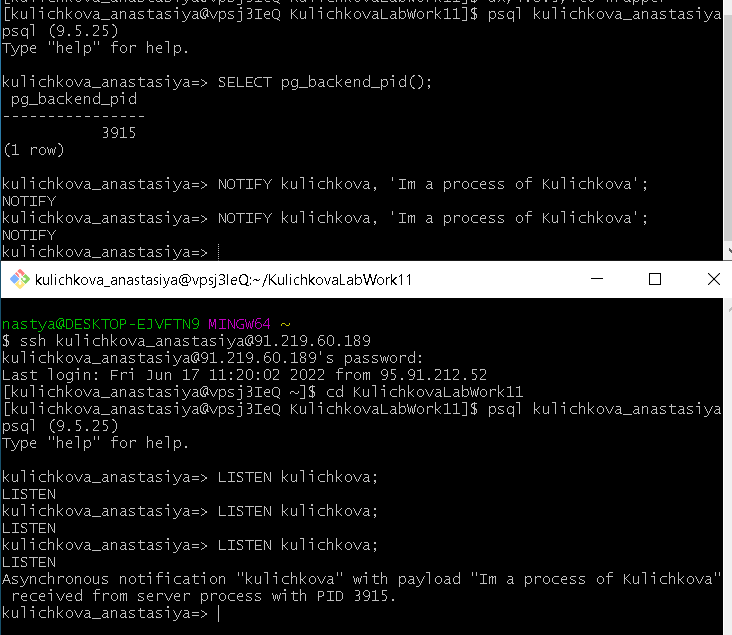 [kulichkova_anastasiya@vpsj3IeQ KulichkovaLabWork11]$ psql kulichkova_anastasiya
psql (9.5.25)
Type "help" for help.
kulichkova_anastasiya=> SELECT pg_backend_pid();
pg_backend_pid
----------------
3915
(1 row)
kulichkova_anastasiya=> NOTIFY kulichkova, 'Im a process of Kulichkova';
NOTIFY
kulichkova_anastasiya=> NOTIFY kulichkova, 'Im a process of Kulichkova';
NOTIFY
kulichkova_anastasiya=>
kulichkova_anastasiya@vpsj3IeQ:~/KulichkovaLabWork11
nastya@DESKTOP-EJVFTN9 MINGW64 ~
$ ssh kulichkova_anastasiya@91.219.60.189
kulichkova_anastasiya@91.219.60.189's password:
Last login: Fri Jun 17 11:20:02 2022 from 95.91.212.52
[kulichkova_anastasiya@vpsj3IeQ ~]$ cd KulichkovaLabWork11
[kulichkova_anastasiya@vpsj3IeQ KulichkovaLabWork11]$ psql kulichkova_anastasiya
psql (9.5.25)
Type "help" for help.
kulichkova_anastasiya=> LISTEN kulichkova;
LISTEN
kulichkova_anastasiya=> LISTEN kulichkova;
LISTEN
kulichkova_anastasiya=> LISTEN kulichkova;
LISTEN
Asynchronous notification "kulichkova" with payload "Im a process of Kulichkova"
received from server process with PID 3915.
kulichkova_anastasiya=>